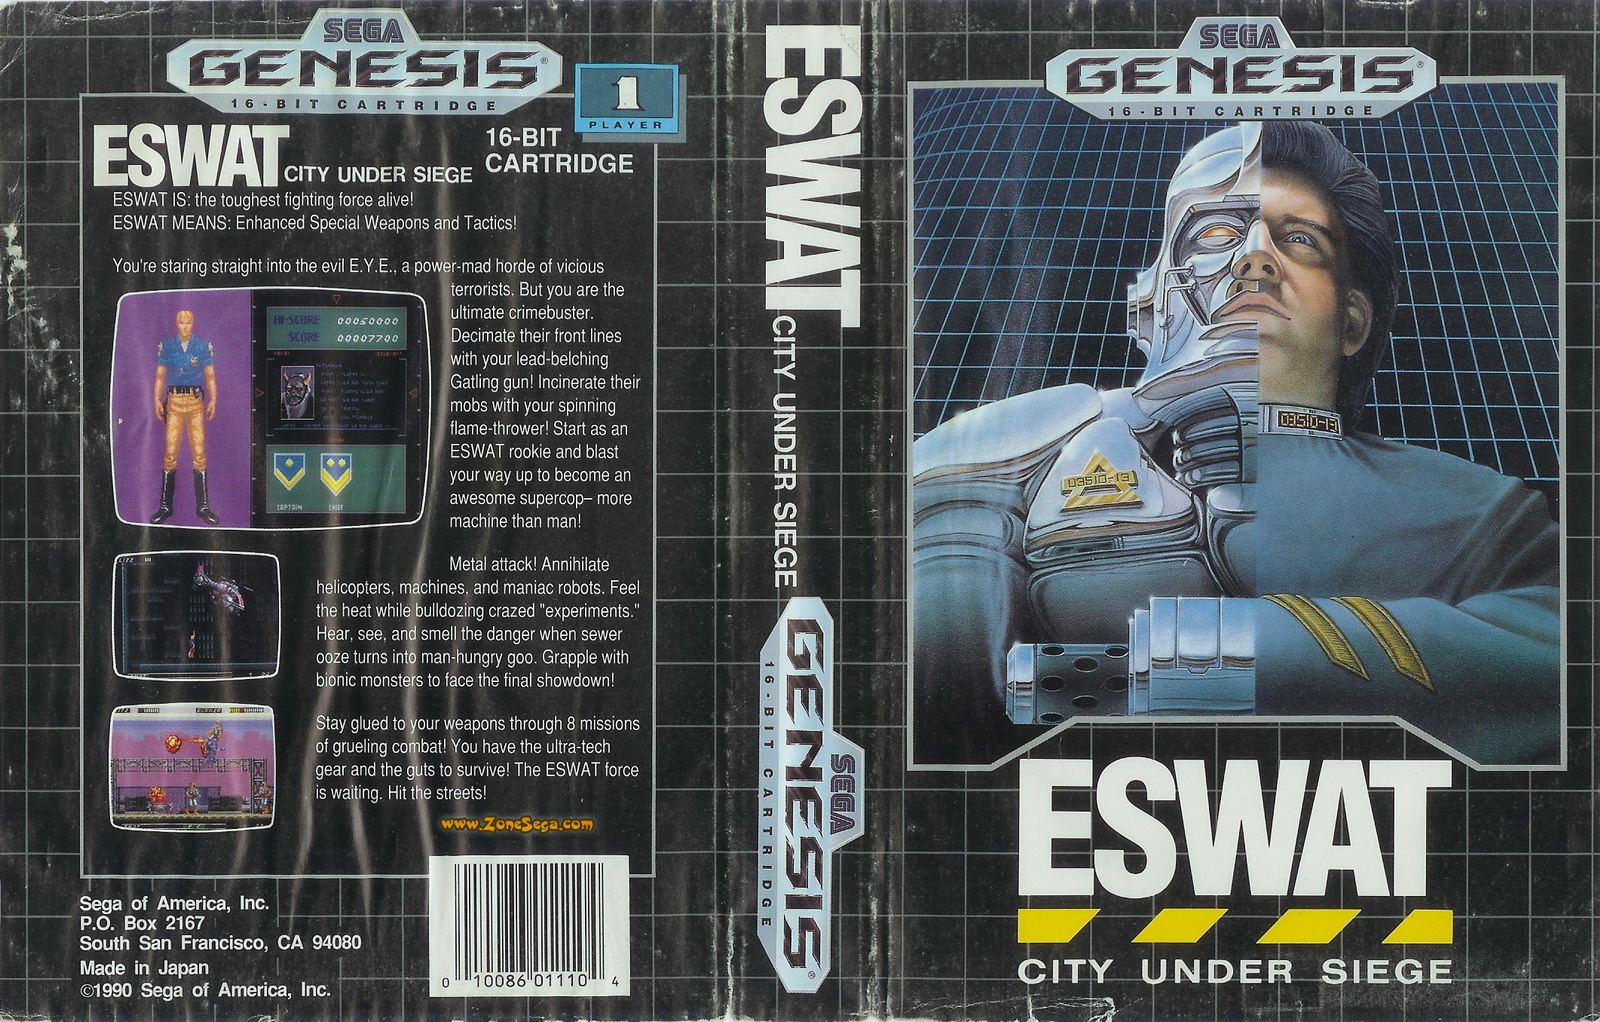 SEGA
GENESIS®
16-BIT CARTRIDGE
1
PLAYER
ESWAT CITY UNDER SIEGE
16-BIT
CARTRIDGE
ESWAT IS: the toughest fighting force alive!
ESWAT MEANS: Enhanced Special Weapons and Tactics!
You're staring straight into the evil E.Y.E., a power-mad horde of vicious
terrorists. But you are the
ultimate crimebuster.
Decimate their front lines
with your lead-belching
Gatling gun! Incinerate their
mobs with your spinning
flame-thrower! Start as an
ESWAT rookie and blast
your way up to become an
awesome supercop– more
machine than man!
HI-SCORE 00050000
SCORE 00007700
CAPTAIN CHIEF
Metal attack! Annihilate
helicopters, machines, and maniac robots. Feel
the heat while bulldozing crazed "experiments."
Hear, see, and smell the danger when sewer
ooze turns into man-hungry goo. Grapple with
bionic monsters to face the final showdown!
Stay glued to your weapons through 8 missions
of grueling combat! You have the ultra-tech
gear and the guts to survive! The ESWAT force
is waiting. Hit the streets!
www.ZoneSega.com
Sega of America, Inc.
P.O. Box 2167
South San Francisco, CA 94080
Made in Japan
©1990 Sega of America, Inc.
0 10086 01110 4
ESWAT CITY UNDER SIEGE
SEGA
GENESIS®
16-BIT CARTRIDGE
SEGA
GENESIS®
16-BIT CARTRIDGE
03SID-13
03SID-13
ESWAT
CITY UNDER SIEGE